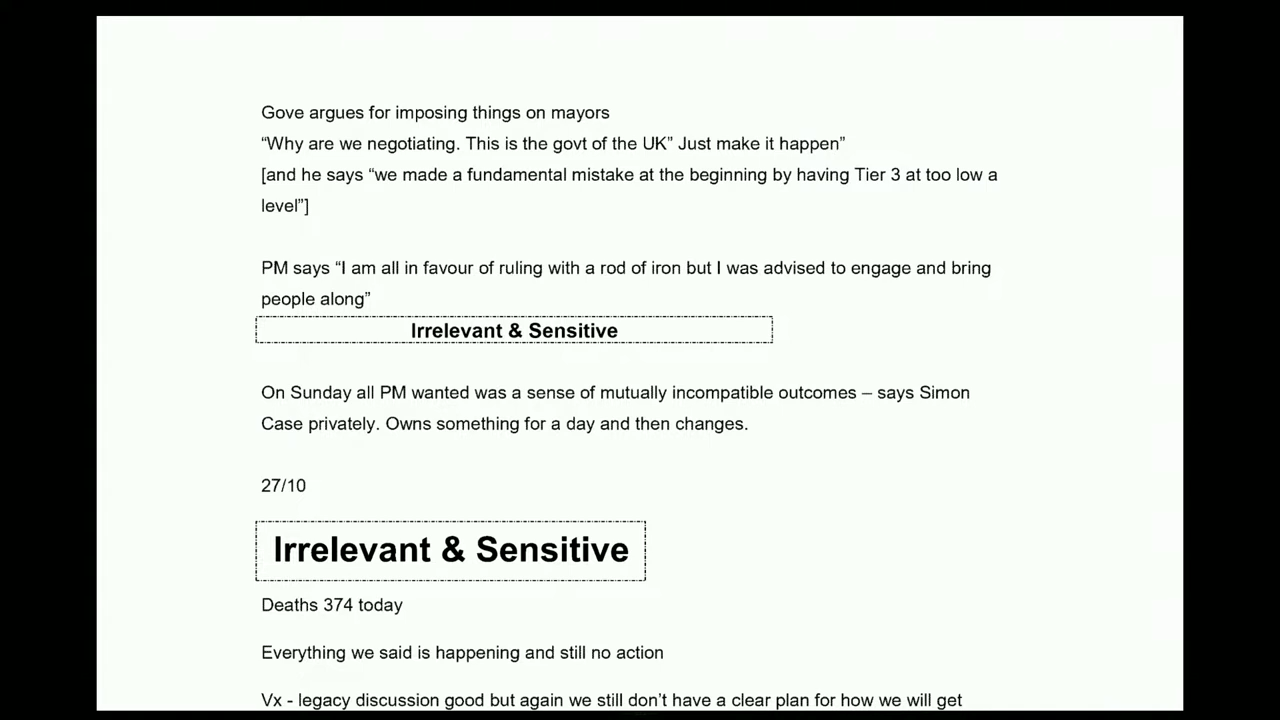 Gove argues for imposing things on mayors
“Why are we negotiating. This is the govt of the UK” Just make it happen”
[and he says “we made a fundamental mistake at the beginning by having Tier 3 at too low a
level”]
PM says “I am all in favour of ruling with a rod of iron but I was advised to engage and bring
people along”
Irrelevant & Sensitive
On Sunday all PM wanted was a sense of mutually incompatible outcomes – says Simon
Case privately. Owns something for a day and then changes.
27/10
Irrelevant & Sensitive
Deaths 374 today
Everything we said is happening and still no action
Vx - legacy discussion good but again we still don’t have a clear plan for how we will get